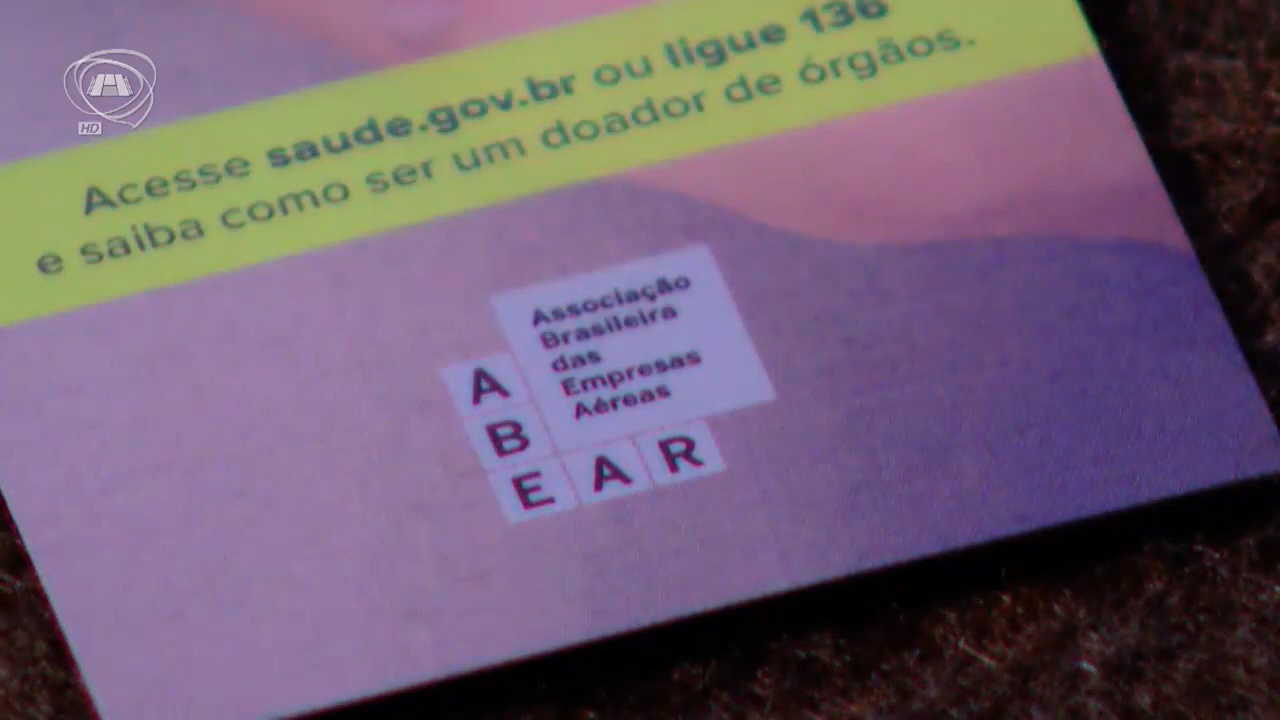 HD
Acesse saude.gov.br ou ligue 136
e saiba como ser um doador de órgãos.
Associação
Brasileira
das
Empresas
Aéreas
A
B
E A R